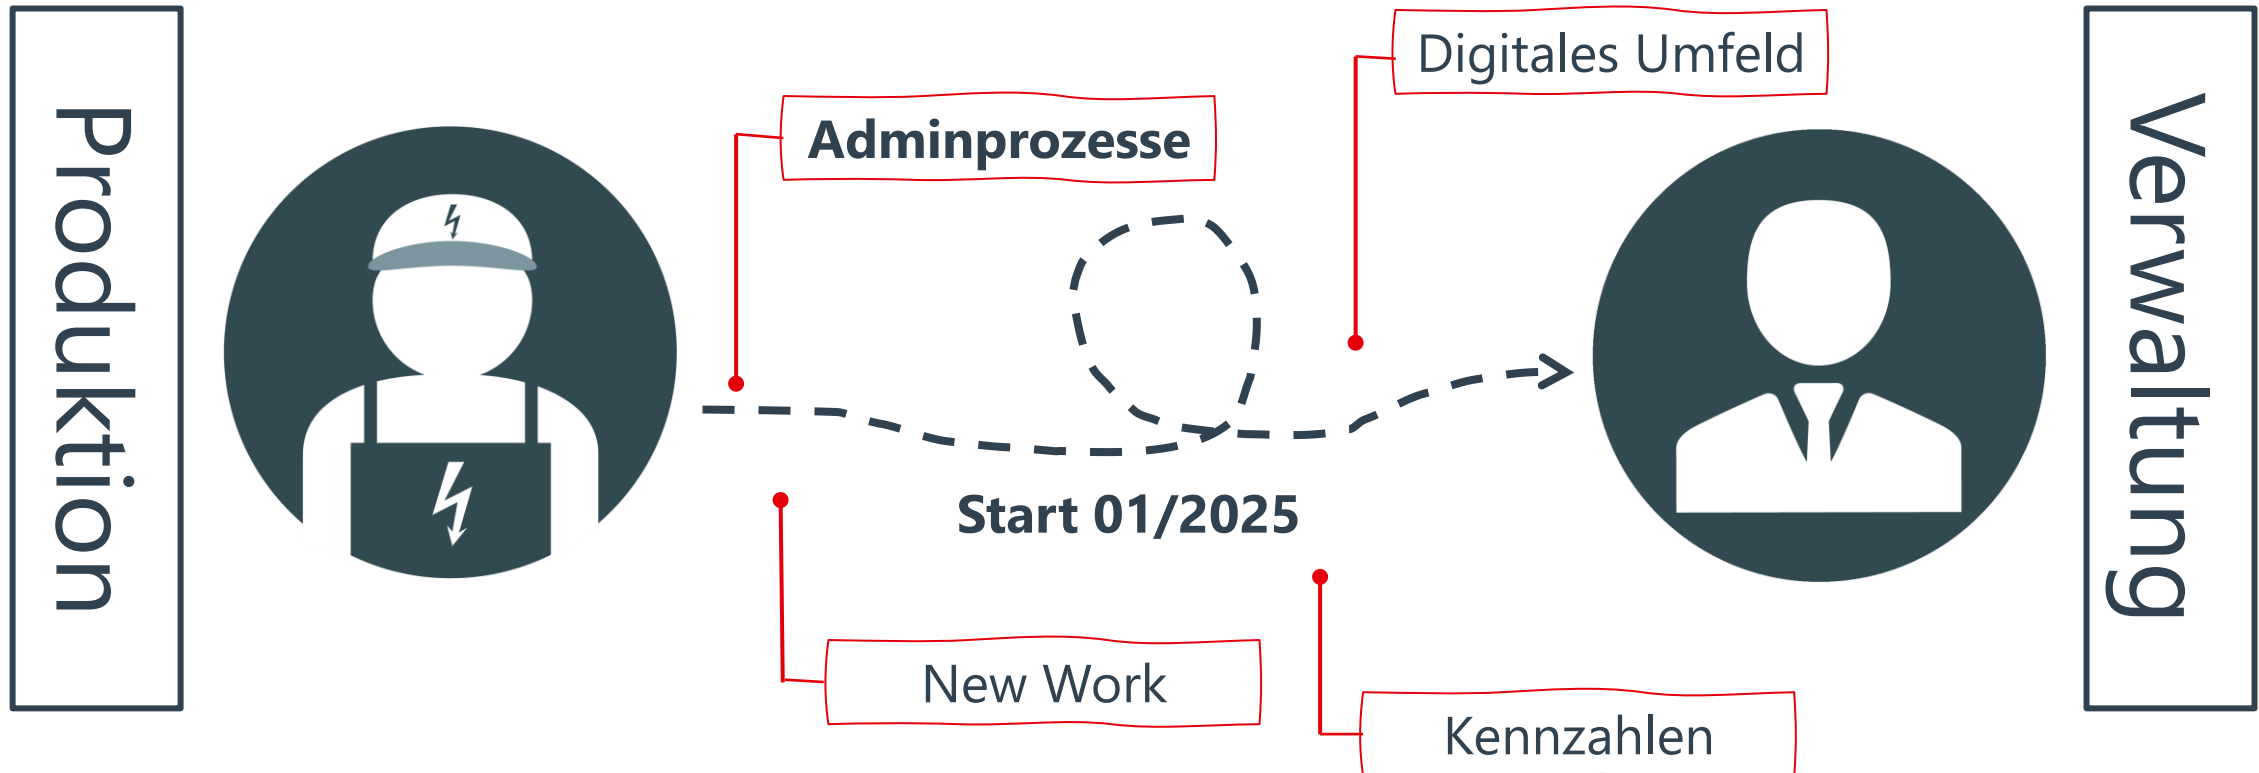 Produktion
Adminprozesse
Digitales Umfeld
Start 01/2025
New Work
Kennzahlen
Verwaltung